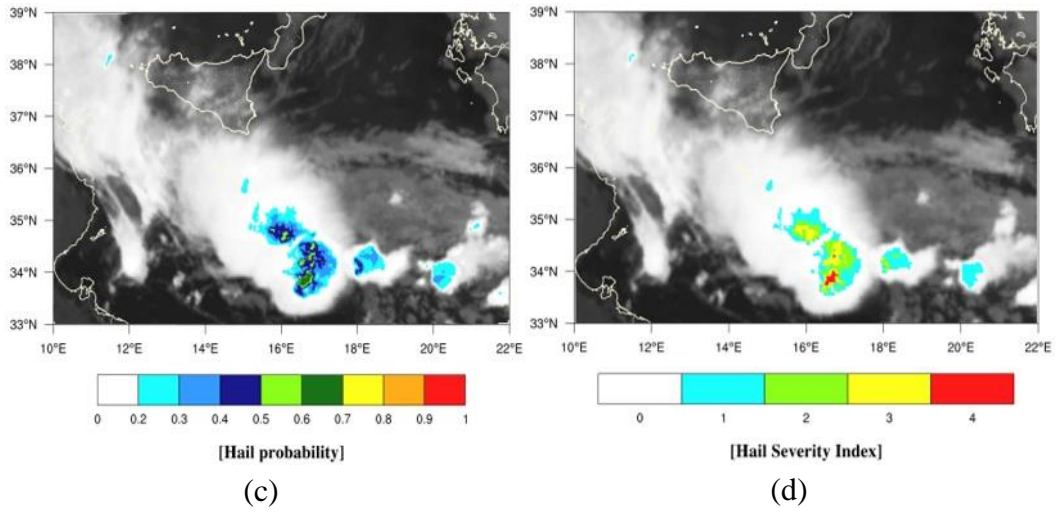 39°N
38°N
37°N
36°N
35°N
34°N
33°N
10°E 12°E 14°E 16°E 18°E 20°E 22°E
0 0.2 0.3 0.4 0.5 0.6 0.7 0.8 0.9 1
[Hail probability]
(c)
39°N
38°N
37°N
36°N
35°N
34°N
33°N
10°E 12°E 14°E 16°E 18°E 20°E 22°E
0 1 2 3 4
[Hail Severity Index]
(d)